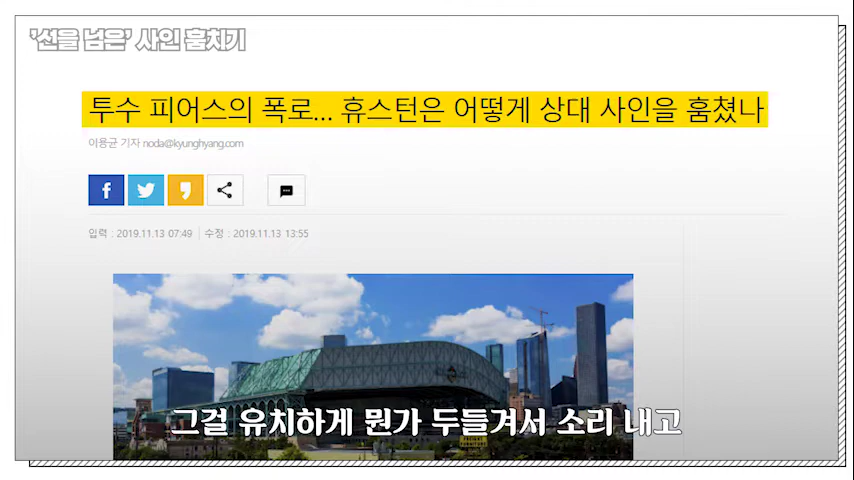 '선을 넘은' 사인 훔치기
투수 피어스의 폭로... 휴스턴은 어떻게 상대 사인을 훔쳤나
이용균 기자 noda@kyunghyang.com
입력 : 2019.11.13 07:49 | 수정 : 2019.11.13 13:55
그걸 유치하게 뭔가 두들겨서 소리 내고